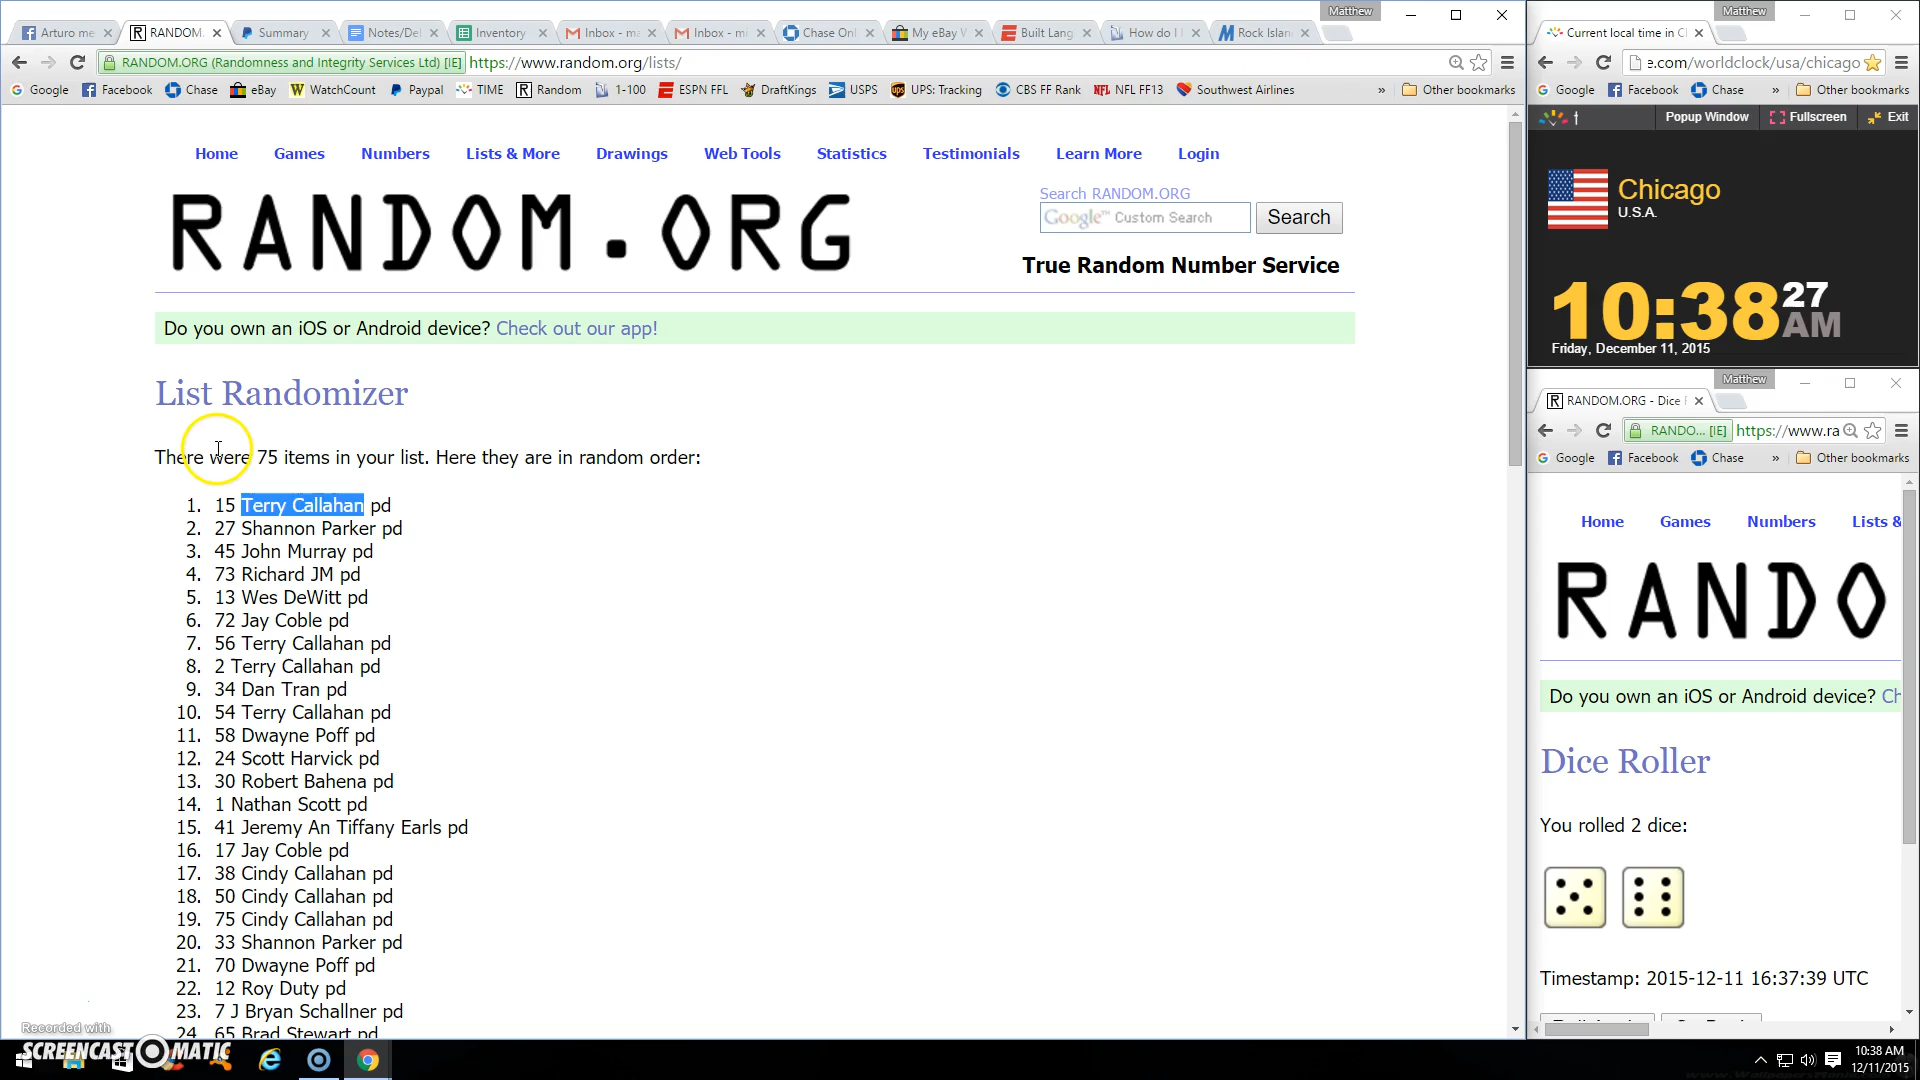 Matthew
Arturo me
RANDOM.
Summary
Notes/De
Inventory
Inbox - m
Inbox - m
Chase Onl
My eBay W
Built Lang
How do I
Rock Islan
RANDOM.ORG (Randomness and Integrity Services Ltd) [IE]
https://www.random.org/lists/
Google
Facebook
Chase
eBay
WatchCount
Paypal
TIME
Random
1-100
ESPN FFL
DraftKings
USPS
UPS: Tracking
CBS FF Rank
NFL FF13
Southwest Airlines
»
Other bookmarks
Home
Games
Numbers
Lists & More
Drawings
Web Tools
Statistics
Testimonials
Learn More
Login
RANDOM.ORG
Search RANDOM.ORG
Google™ Custom Search
Search
True Random Number Service
Do you own an iOS or Android device? Check out our app!
List Randomizer
There were 75 items in your list. Here they are in random order:
1. 15 Terry Callahan pd
2. 27 Shannon Parker pd
3. 45 John Murray pd
4. 73 Richard JM pd
5. 13 Wes DeWitt pd
6. 72 Jay Coble pd
7. 56 Terry Callahan pd
8. 2 Terry Callahan pd
9. 34 Dan Tran pd
10. 54 Terry Callahan pd
11. 58 Dwayne Poff pd
12. 24 Scott Harvick pd
13. 30 Robert Bahena pd
14. 1 Nathan Scott pd
15. 41 Jeremy An Tiffany Earls pd
16. 17 Jay Coble pd
17. 38 Cindy Callahan pd
18. 50 Cindy Callahan pd
19. 75 Cindy Callahan pd
20. 33 Shannon Parker pd
21. 70 Dwayne Poff pd
22. 12 Roy Duty pd
23. 7 J Bryan Schallner pd
24. 65 Brad Stewart pd
Recorded with
SCREENCAST MATIC
Matthew
Current local time in C
e.com/worldclock/usa/chicago
Google
Facebook
Chase
»
Other bookmarks
t
Popup Window
Fullscreen
Exit
Chicago
U.S.A.
10:38 27 AM
Friday, December 11, 2015
Matthew
RANDOM.ORG - Dice
RANDO... [IE]
https://www.ra
Google
Facebook
Chase
»
Other bookmarks
Home
Games
Numbers
Lists &
RANDO
Do you own an iOS or Android device? Ch
Dice Roller
You rolled 2 dice:
Timestamp: 2015-12-11 16:37:39 UTC
10:38 AM
12/11/2015